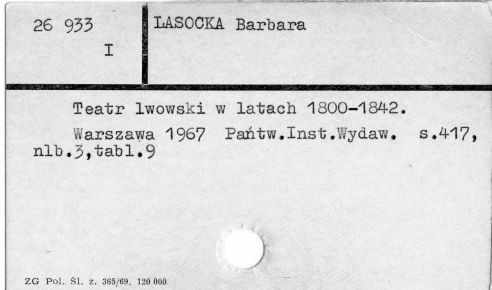 26 933
I
LASOCKA Barbara
Teatr lwowski w latach 1800-1842.
Warszawa 1967 Państw.Inst.Wydaw. s.417,
nlb.3,tabl.9
ZG Pol. Śl. z. 365/69. 120 000